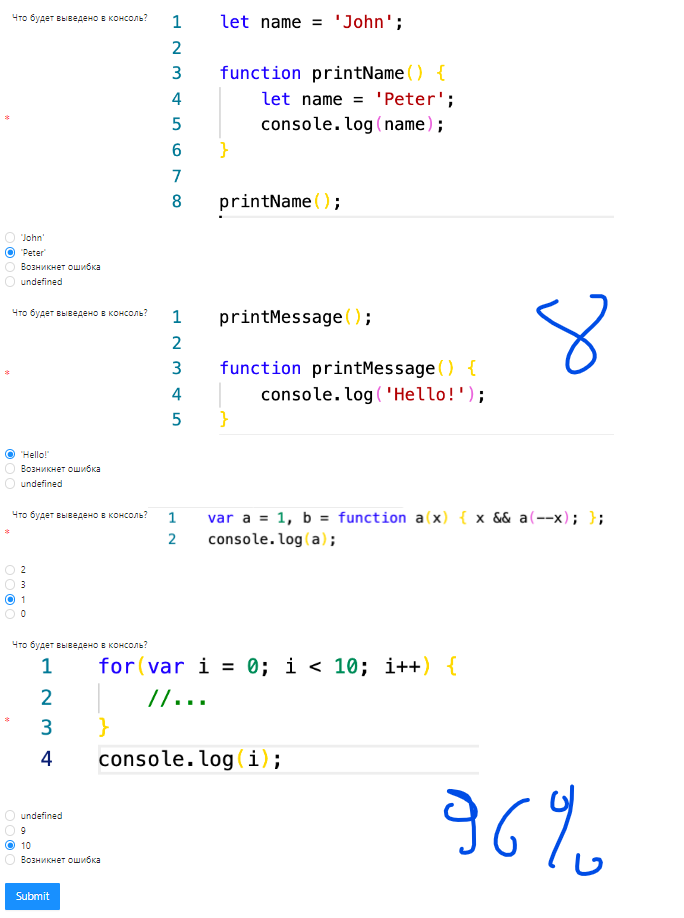 Что будет выведено в консоль?
1 let name = 'John';
2
3 function printName() {
4 let name = 'Peter';
5 console.log(name);
6 }
7
8 printName();
*
'John'
'Peter'
Возникнет ошибка
undefined
Что будет выведено в консоль?
1 printMessage();
2
3 function printMessage() {
4 console.log('Hello!');
5 }
*
8
'Hello!'
Возникнет ошибка
undefined
Что будет выведено в консоль?
1 var a = 1, b = function a(x) { x && a(--x); };
2 console.log(a);
*
2
3
1
0
Что будет выведено в консоль?
1 for(var i = 0; i < 10; i++) {
2 //...
3 }
4 console.log(i);
*
96%
undefined
9
10
Возникнет ошибка
Submit